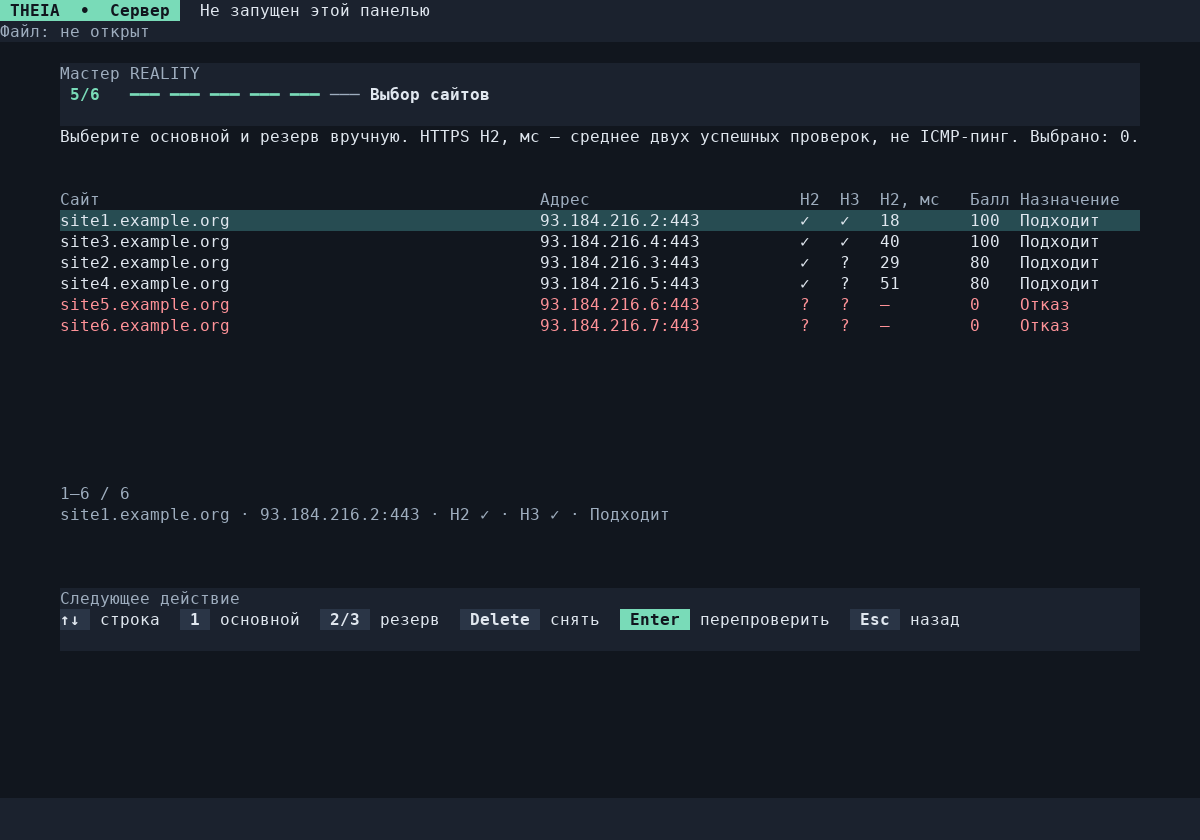 THEIA • Сервер Не запущен этой панелью
Файл: не открыт
Мастер REALITY
5/6 ━━━ ━━━ ━━━ ━━━ ━━━ ─── Выбор сайтов
Выберите основной и резерв вручную. HTTPS H2, мс — среднее двух успешных проверок, не ICMP-пинг. Выбрано: 0.
Сайт Адрес H2 H3 H2, мс Балл Назначение
site1.example.org 93.184.216.2:443 ✓ ✓ 18 100 Подходит
site3.example.org 93.184.216.4:443 ✓ ✓ 40 100 Подходит
site2.example.org 93.184.216.3:443 ✓ ? 29 80 Подходит
site4.example.org 93.184.216.5:443 ✓ ? 51 80 Подходит
site5.example.org 93.184.216.6:443 ? ? — 0 Отказ
site6.example.org 93.184.216.7:443 ? ? — 0 Отказ
1–6 / 6
site1.example.org · 93.184.216.2:443 · H2 ✓ · H3 ✓ · Подходит
Следующее действие
↑↓ строка 1 основной 2/3 резерв Delete снять Enter перепроверить Esc назад